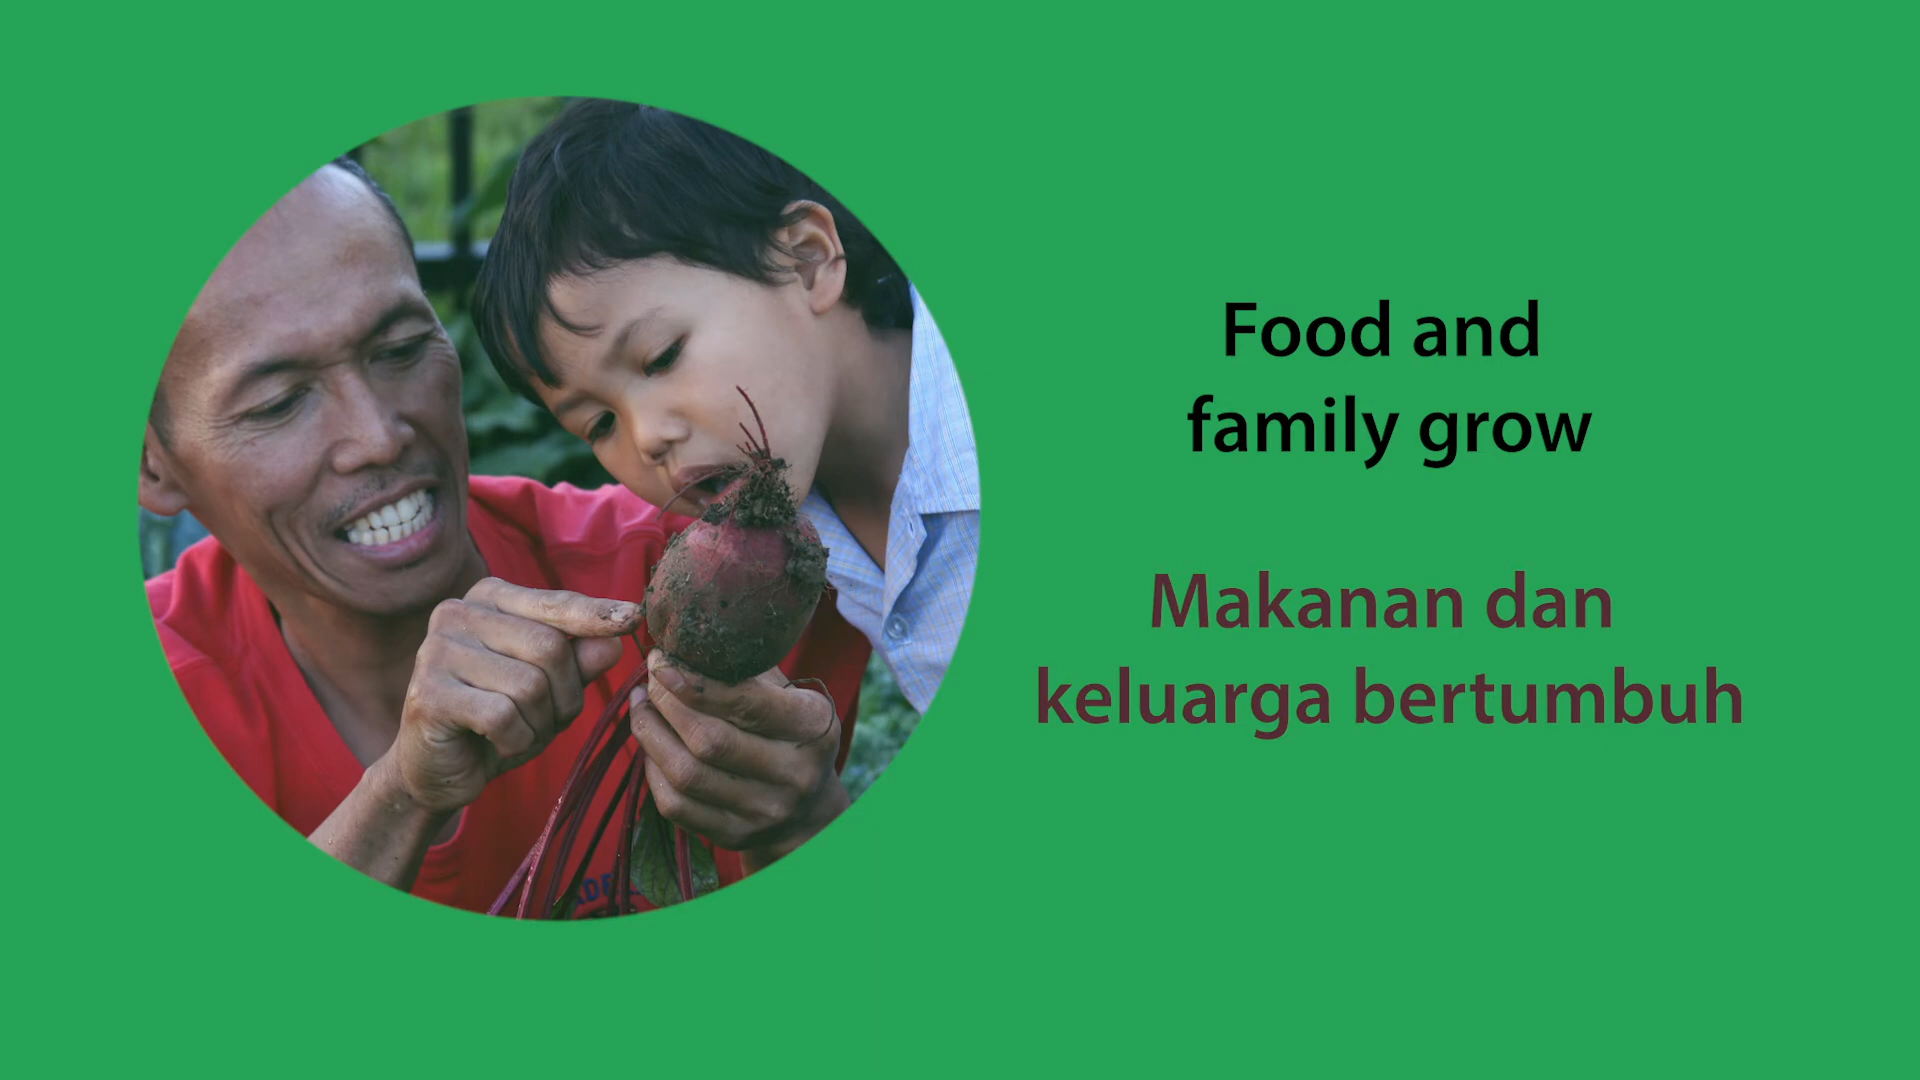 Food and
family grow
Makanan dan
keluarga bertumbuh